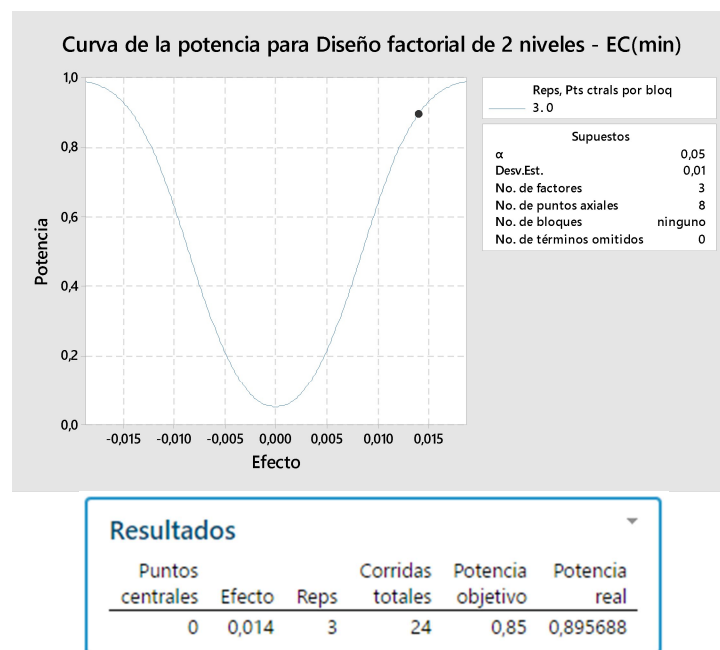 Curva de la potencia para Diseño factorial de 2 niveles - EC(min)
1,0
0,8
0,6
0,4
0,2
0,0
Potencia
-0,015 -0,010 -0,005 0,000 0,005 0,010 0,015
Efecto
Reps, Pts ctrals por bloq
3. 0
Supuestos
α 0,05
Desv.Est. 0,01
No. de factores 3
No. de puntos axiales 8
No. de bloques ninguno
No. de términos omitidos 0
Resultados
Puntos Corridas Potencia Potencia
centrales Efecto Reps totales objetivo real
0 0,014 3 24 0,85 0,895688